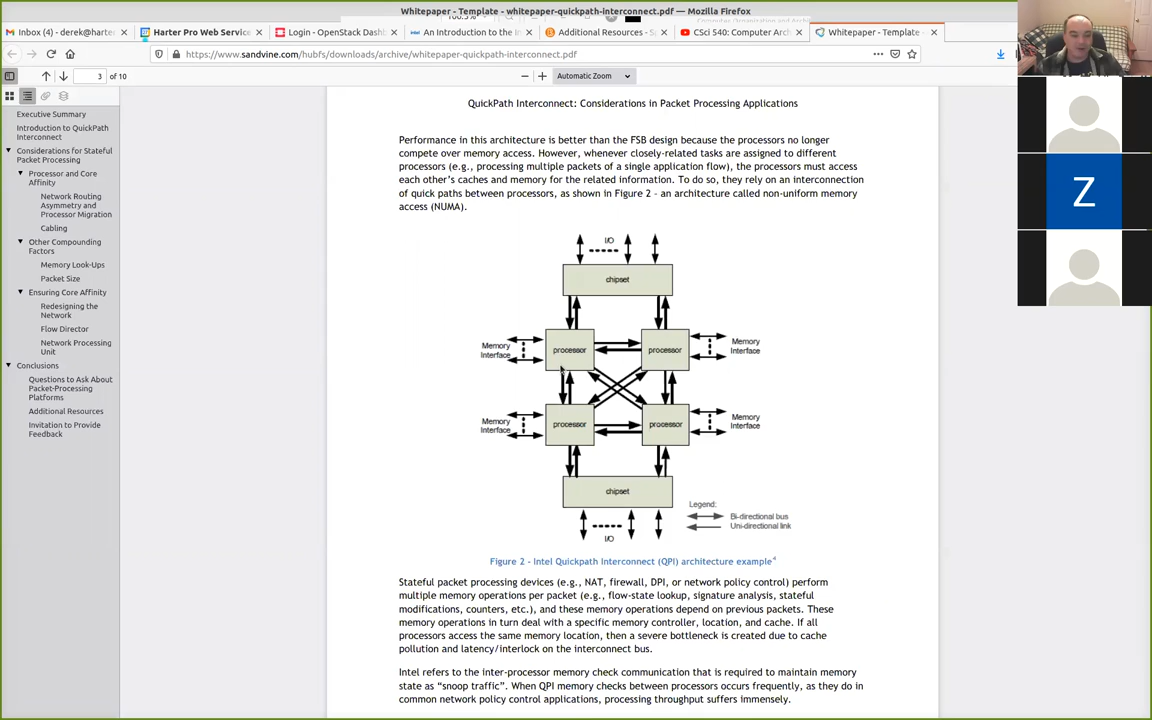 Whitepaper - Template - whitepaper-quickpath-interconnect.pdf — Mozilla Firefox
Inbox (4) - derek@harter
Harter Pro Web Service
Login - OpenStack Dash
An Introduction to the I
Additional Resources - S
CSci 540: Computer Arch
Whitepaper - Template -
https://www.sandvine.com/hubfs/downloads/archive/whitepaper-quickpath-interconnect.pdf
3 of 10
Automatic Zoom
Executive Summary
Introduction to QuickPath
Interconnect
Considerations for Stateful
Packet Processing
Processor and Core
Affinity
Network Routing
Asymmetry and
Processor Migration
Cabling
Other Compounding
Factors
Memory Look-Ups
Packet Size
Ensuring Core Affinity
Redesigning the
Network
Flow Director
Network Processing
Unit
Conclusions
Questions to Ask About
Packet-Processing
Platforms
Additional Resources
Invitation to Provide
Feedback
QuickPath Interconnect: Considerations in Packet Processing Applications
Performance in this architecture is better than the FSB design because the processors no longer
compete over memory access. However, whenever closely-related tasks are assigned to different
processors (e.g., processing multiple packets of a single application flow), the processors must access
each other's caches and memory for the related information. To do so, they rely on an interconnection
of quick paths between processors, as shown in Figure 2 - an architecture called non-uniform memory
access (NUMA).
I/O
chipset
Memory
Interface
processor
processor
Memory
Interface
Memory
Interface
processor
processor
Memory
Interface
chipset
I/O
Legend:
Bi-directional bus
Uni-directional link
Figure 2 - Intel Quickpath Interconnect (QPI) architecture example
Stateful packet processing devices (e.g., NAT, firewall, DPI, or network policy control) perform
multiple memory operations per packet (e.g., flow-state lookup, signature analysis, stateful
modifications, counters, etc.), and these memory operations depend on previous packets. These
memory operations in turn deal with a specific memory controller, location, and cache. If all
processors access the same memory location, then a severe bottleneck is created due to cache
pollution and latency/interlock on the interconnect bus.
Intel refers to the inter-processor memory check communication that is required to maintain memory
state as "snoop traffic". When QPI memory checks between processors occurs frequently, as they do in
common network policy control applications, processing throughput suffers immensely.
Z